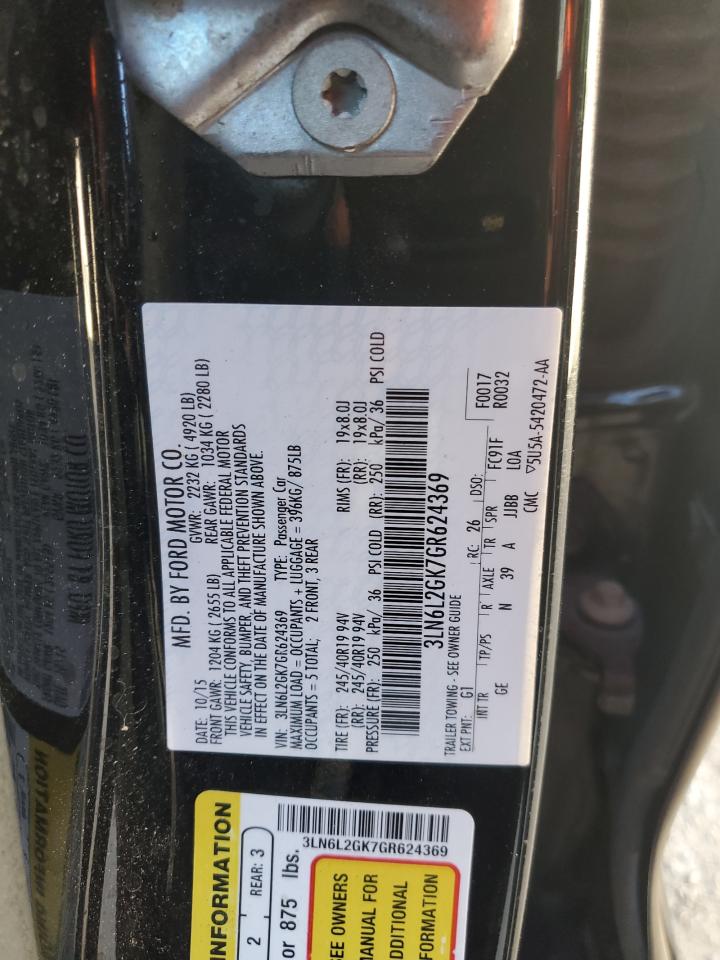 MFD. BY FORD MOTOR CO.
DATE: 10/15 GVWR: 2232 KG ( 4920 LB)
FRONT GAWR: 1204 KG ( 2655 LB) REAR GAWR: 1034 KG ( 2280 LB)
THIS VEHICLE CONFORMS TO ALL APPLICABLE FEDERAL MOTOR
VEHICLE SAFETY, BUMPER, AND THEFT PREVENTION STANDARDS
IN EFFECT ON THE DATE OF MANUFACTURE SHOWN ABOVE.
VIN: 3LN6L2GK7GR624369 TYPE: Passenger Car
MAXIMUM LOAD = OCCUPANTS + LUGGAGE = 396KG/ 875LB
OCCUPANTS = 5 TOTAL; 2 FRONT, 3 REAR
TIRE (FR): 245/40R19 94V RIMS (FR): 19x8.0J
(RR): 245/40R19 94V (RR): 19x8.0J
PRESSURE (FR): 250 kPa/ 36 PSI COLD (RR): 250 kPa/ 36 PSI COLD
3LN6L2GK7GR624369
TRAILER TOWING - SEE OWNER GUIDE
EXT PNT: G1 RC: 26 DSO: F0017
R0032
INT TR TP/PS R AXLE TR SPR FC91F
GE N 39 A JJBB L0A
CMC ▽5U5A-5420472-AA
INFORMATION
2 REAR: 3
or 875 lbs.
3LN6L2GK7GR624369
SEE OWNERS
MANUAL FOR
ADDITIONAL
INFORMATION